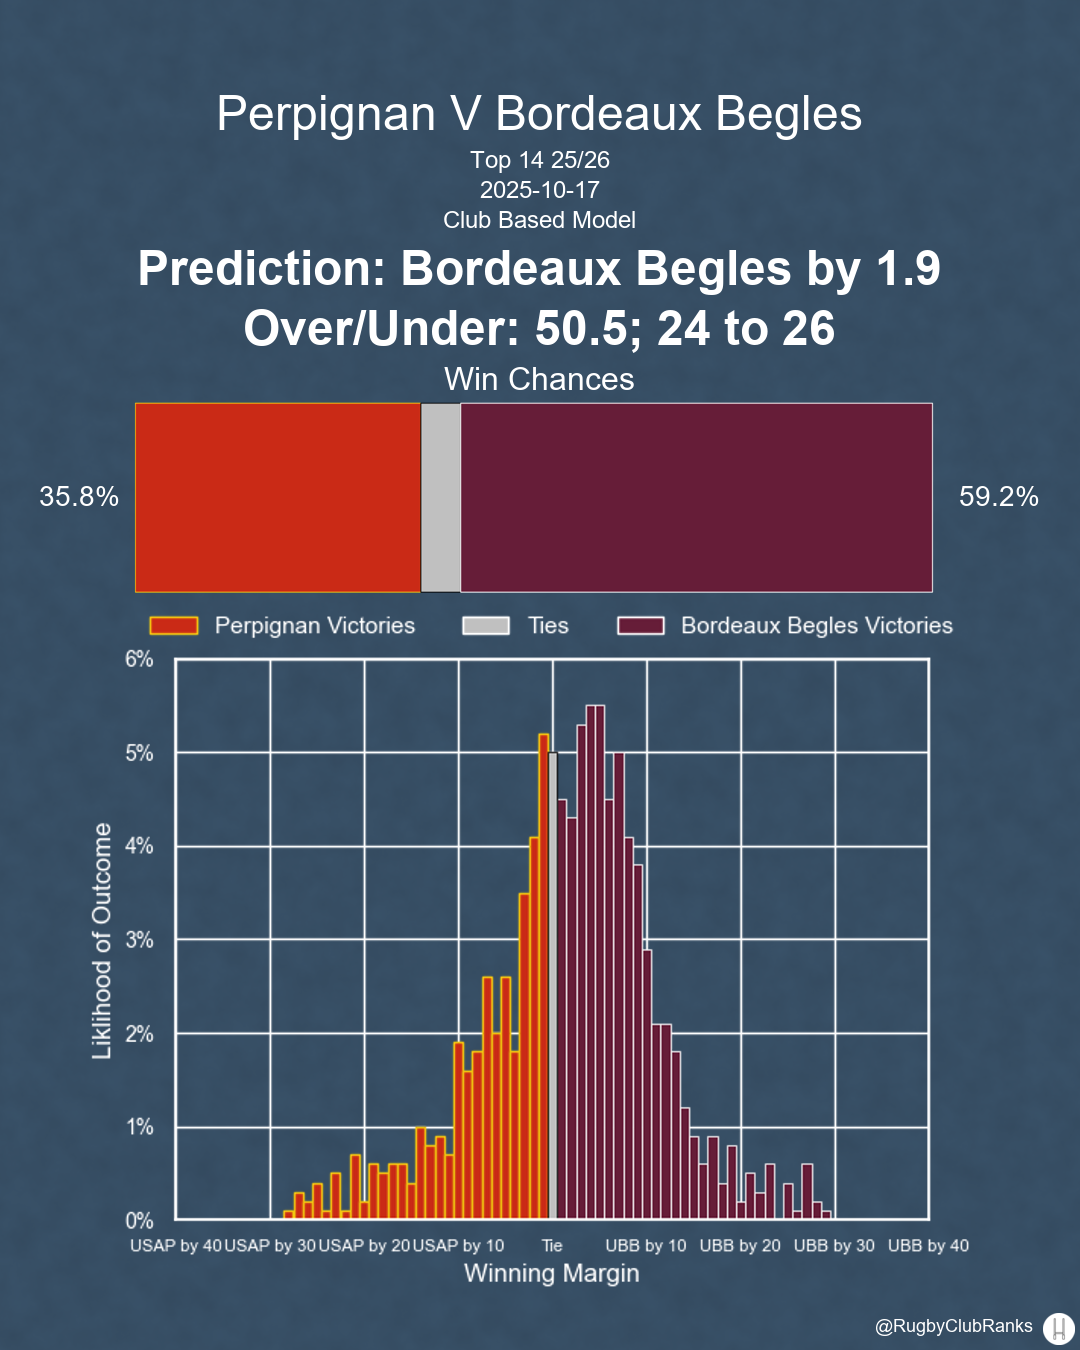 Perpignan V Bordeaux Begles
Top 14 25/26
2025-10-17
Club Based Model
Prediction: Bordeaux Begles by 1.9
Over/Under: 50.5; 24 to 26
Win Chances
35.8%
59.2%
Perpignan Victories
Ties
Bordeaux Begles Victories
6%
5%
4%
3%
2%
1%
0%
Liklihood of Outcome
USAP by 40
USAP by 30
USAP by 20
USAP by 10
Tie
UBB by 10
UBB by 20
UBB by 30
UBB by 40
Winning Margin
@RugbyClubRanks